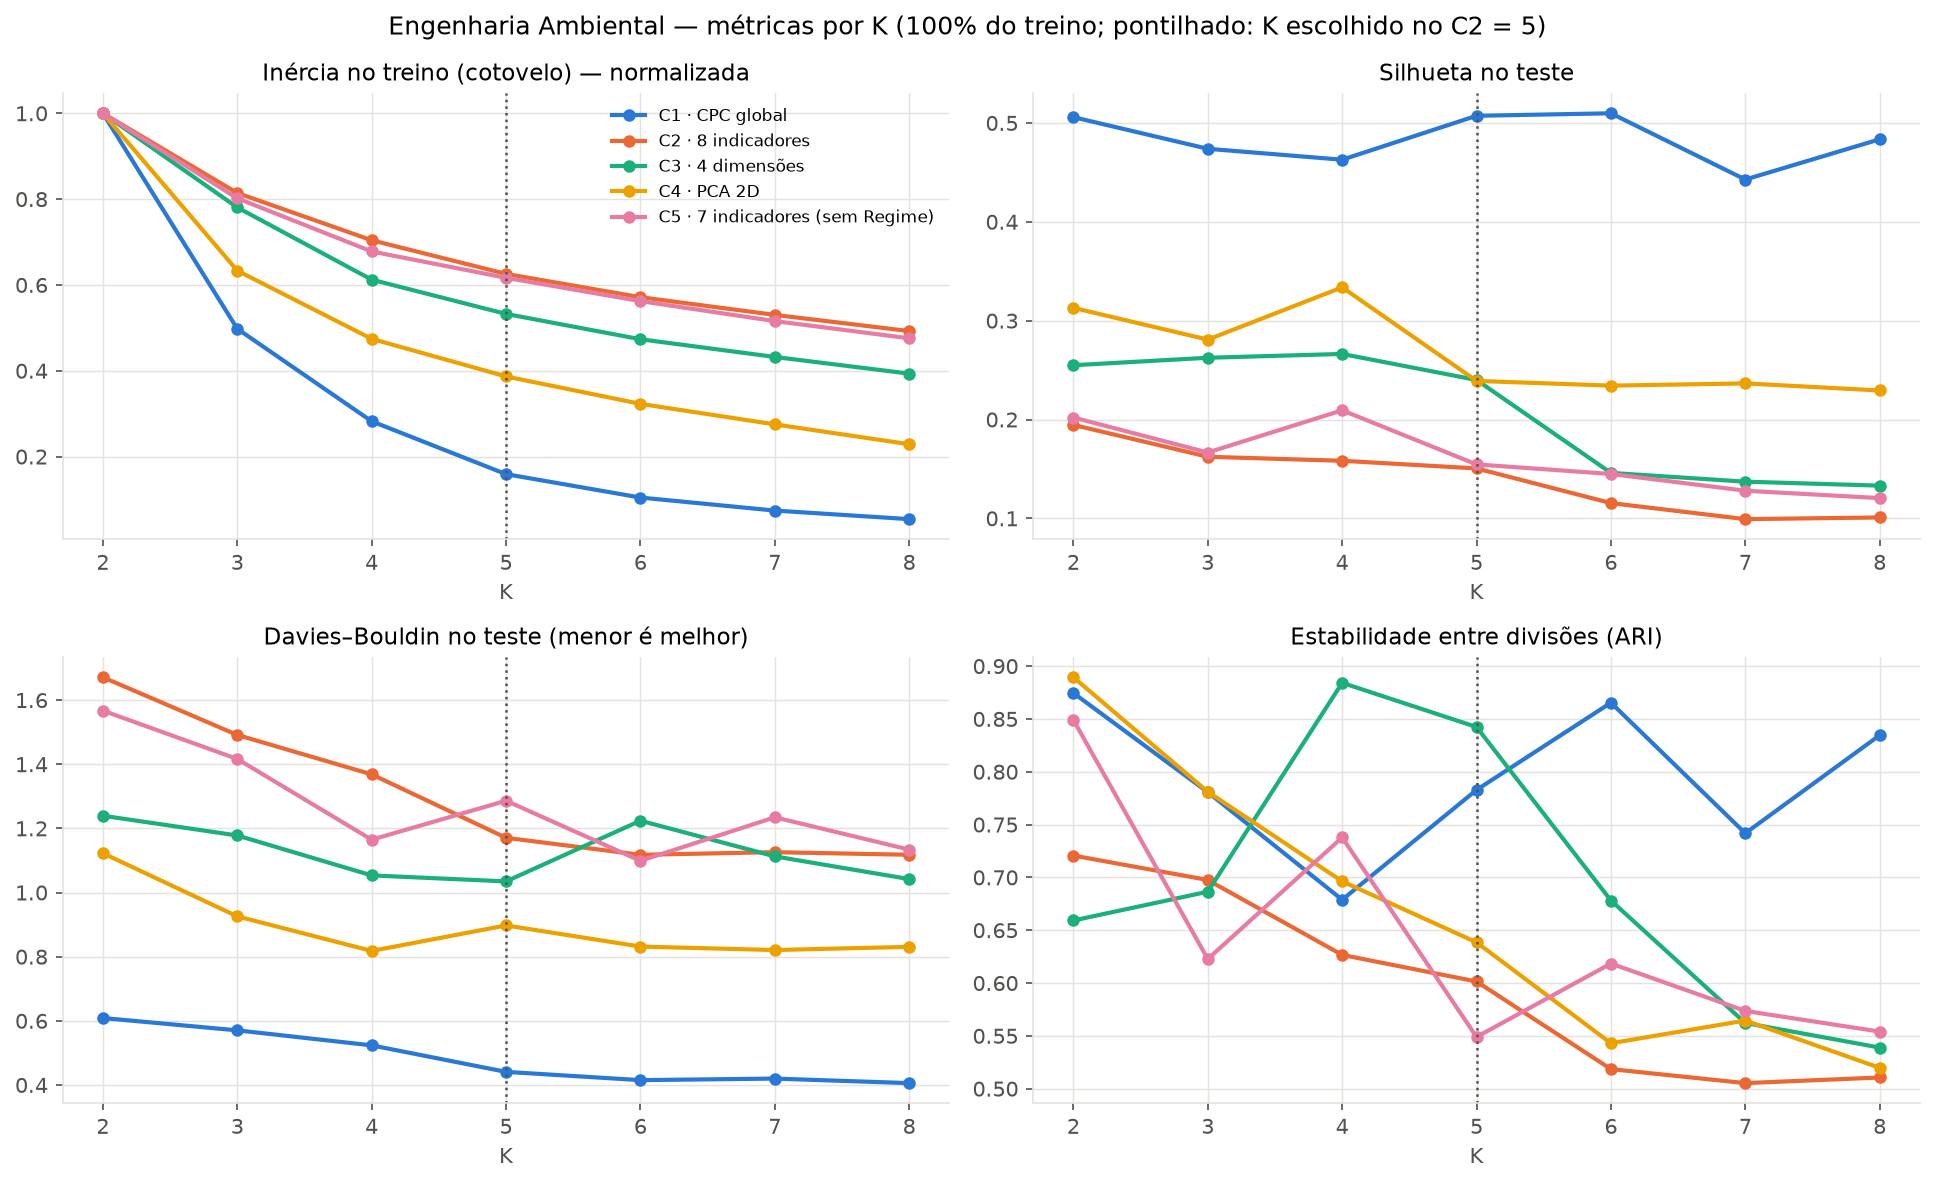 Engenharia Ambiental — métricas por K (100% do treino; pontilhado: K escolhido no C2 = 5)
Inércia no treino (cotovelo) — normalizada
1.0
0.8
0.6
0.4
0.2
C1 · CPC global
C2 · 8 indicadores
C3 · 4 dimensões
C4 · PCA 2D
C5 · 7 indicadores (sem Regime)
2 3 4 5 6 7 8
K
Silhueta no teste
0.5
0.4
0.3
0.2
0.1
2 3 4 5 6 7 8
K
Davies–Bouldin no teste (menor é melhor)
1.6
1.4
1.2
1.0
0.8
0.6
0.4
2 3 4 5 6 7 8
K
Estabilidade entre divisões (ARI)
0.90
0.85
0.80
0.75
0.70
0.65
0.60
0.55
0.50
2 3 4 5 6 7 8
K